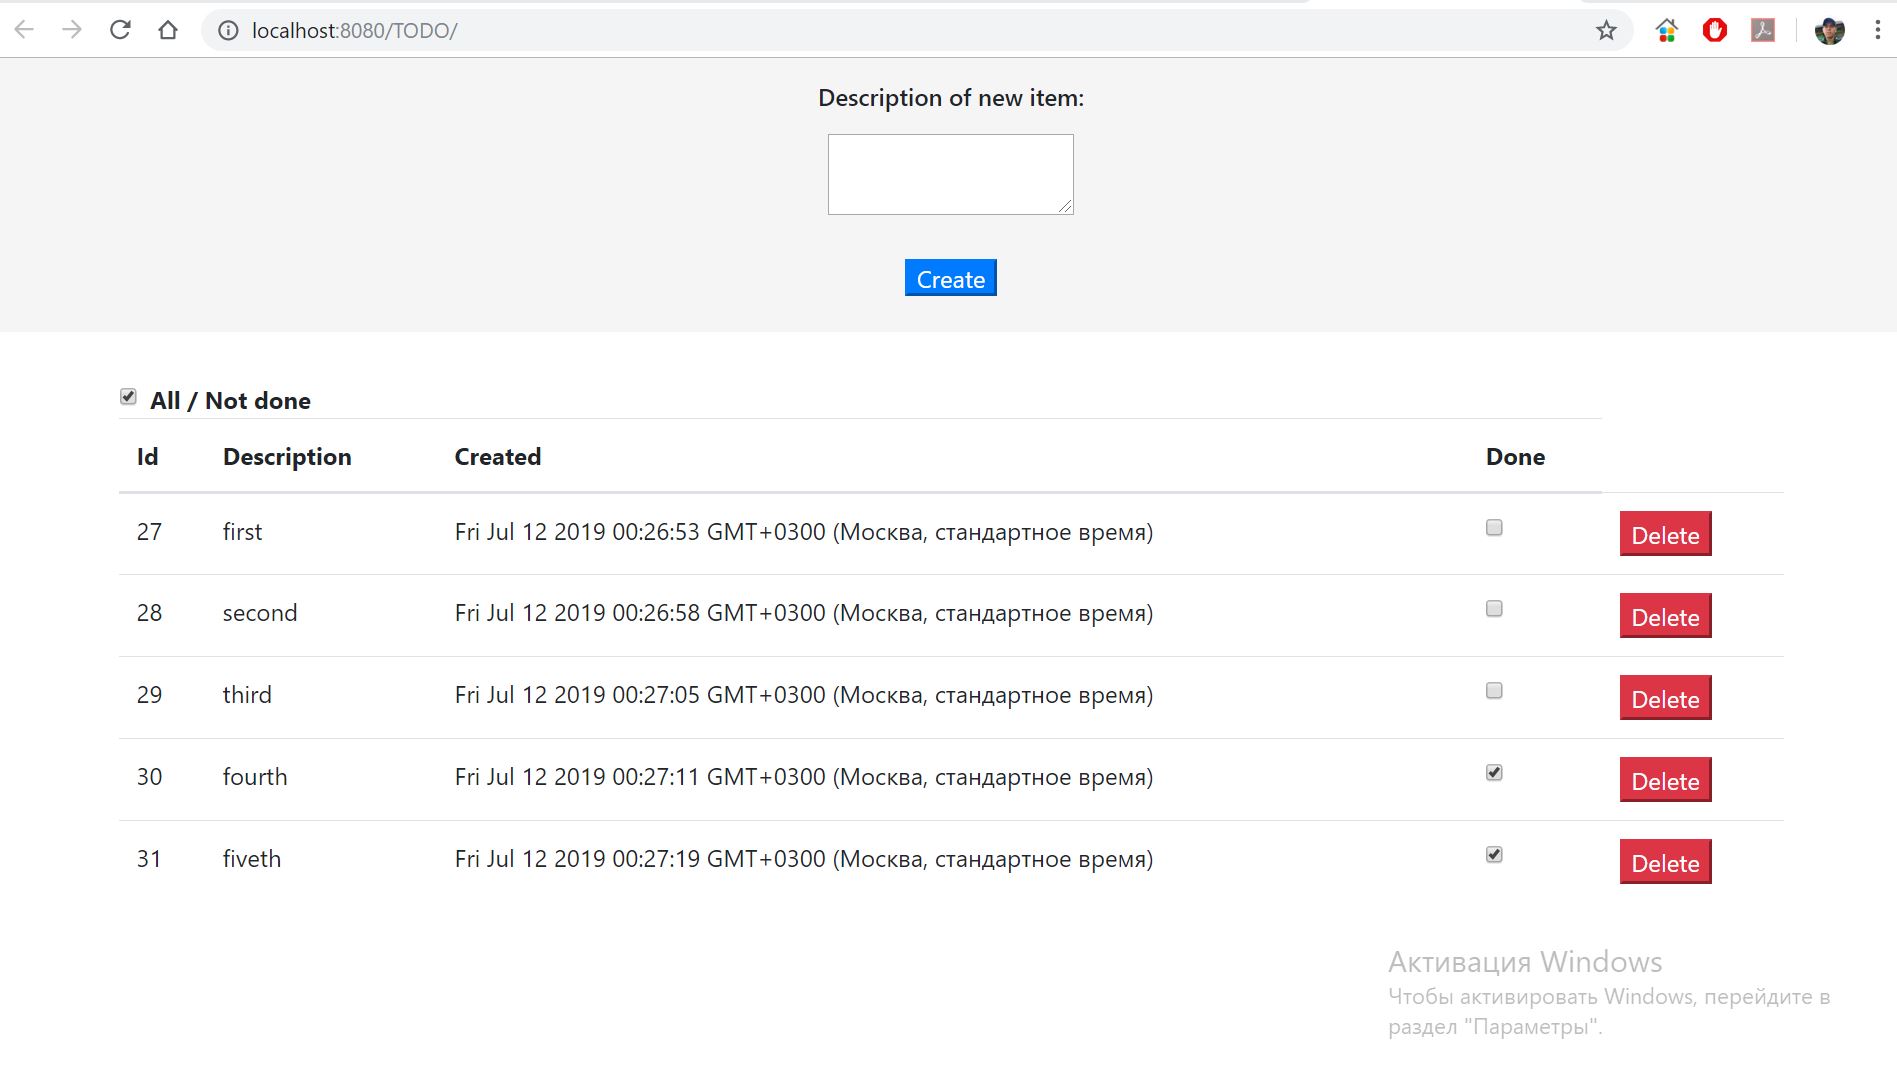 localhost:8080/TODO/
Description of new item:
Create
All / Not done
Id Description Created Done
27 first Fri Jul 12 2019 00:26:53 GMT+0300 (Москва, стандартное время) Delete
28 second Fri Jul 12 2019 00:26:58 GMT+0300 (Москва, стандартное время) Delete
29 third Fri Jul 12 2019 00:27:05 GMT+0300 (Москва, стандартное время) Delete
30 fourth Fri Jul 12 2019 00:27:11 GMT+0300 (Москва, стандартное время) Delete
31 fiveth Fri Jul 12 2019 00:27:19 GMT+0300 (Москва, стандартное время) Delete
Активация Windows
Чтобы активировать Windows, перейдите в
раздел "Параметры".